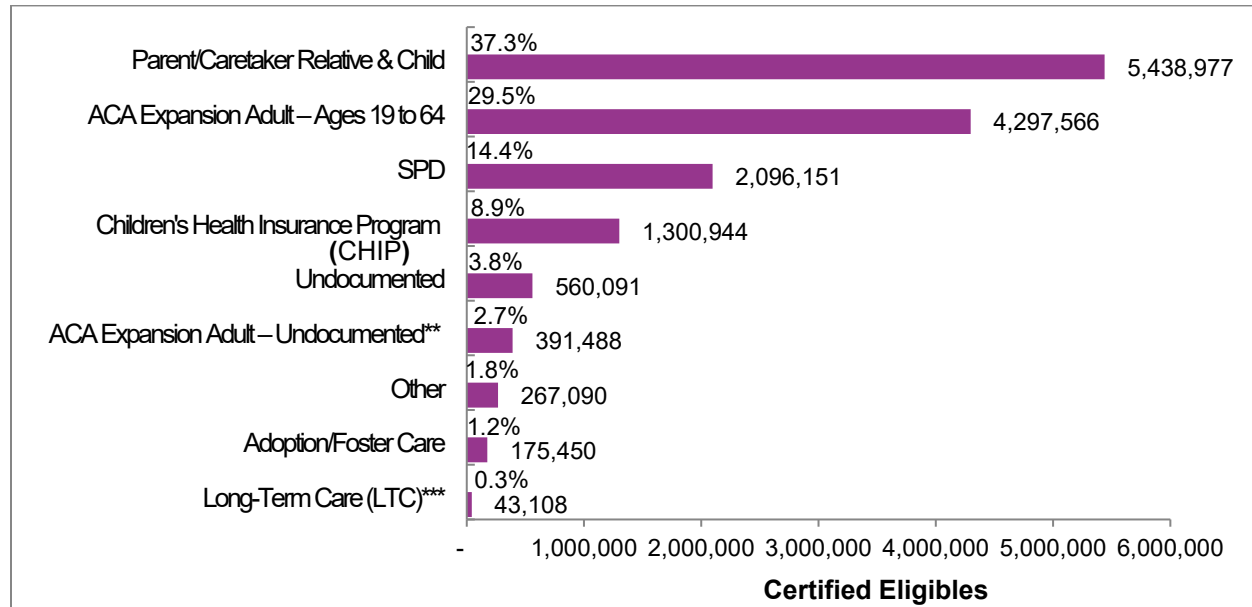 37.3%
Parent/Caretaker Relative & Child
5,438,977
29.5%
ACA Expansion Adult – Ages 19 to 64
4,297,566
14.4%
SPD
2,096,151
8.9%
Children's Health Insurance Program
(CHIP)
1,300,944
3.8%
Undocumented
560,091
2.7%
ACA Expansion Adult – Undocumented**
391,488
1.8%
Other
267,090
1.2%
Adoption/Foster Care
175,450
0.3%
Long-Term Care (LTC)***
43,108
- 1,000,000 2,000,000 3,000,000 4,000,000 5,000,000 6,000,000
Certified Eligibles